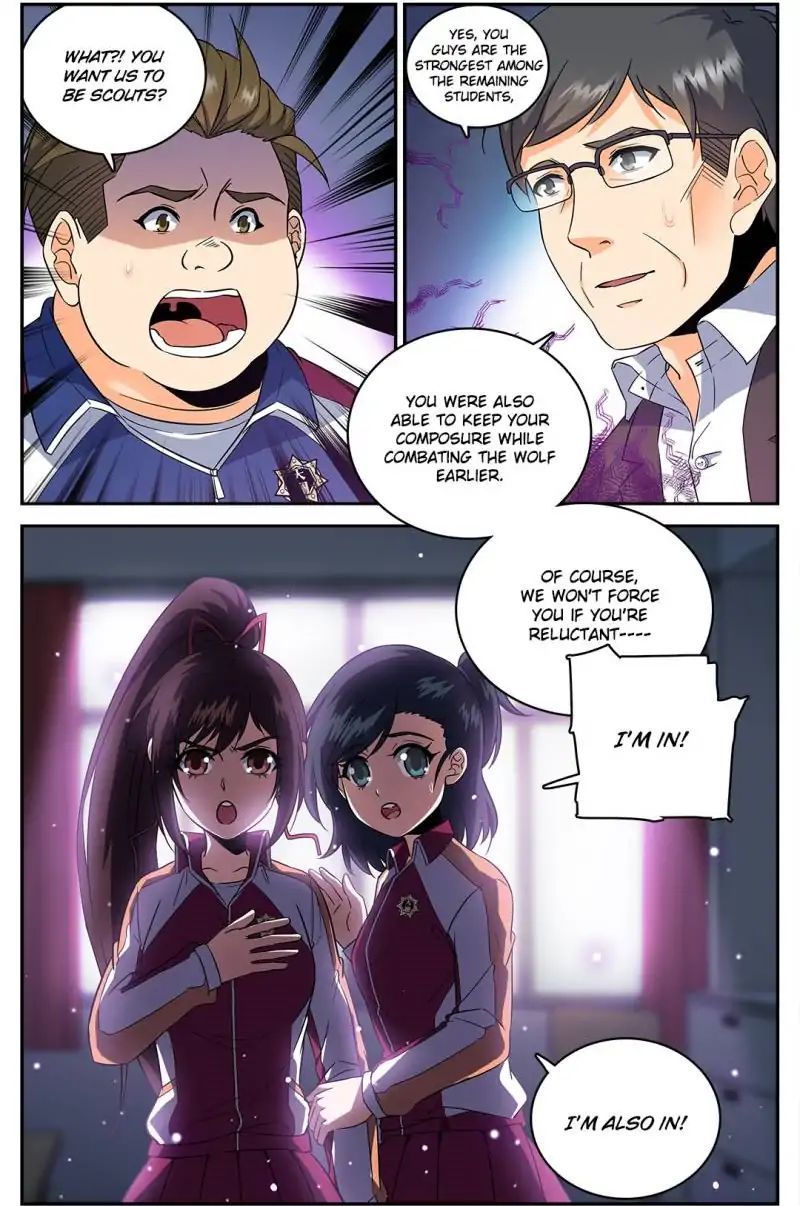 WHAT?! YOU
WANT US TO
BE SCOUTS?
YES, YOU
GUYS ARE THE
STRONGEST AMONG
THE REMAINING
STUDENTS,
YOU WERE ALSO
ABLE TO KEEP YOUR
COMPOSURE WHILE
COMBATING THE WOLF
EARLIER.
OF COURSE,
WE WON'T FORCE
YOU IF YOU'RE
RELUCTANT----
I'M IN!
I'M ALSO IN!